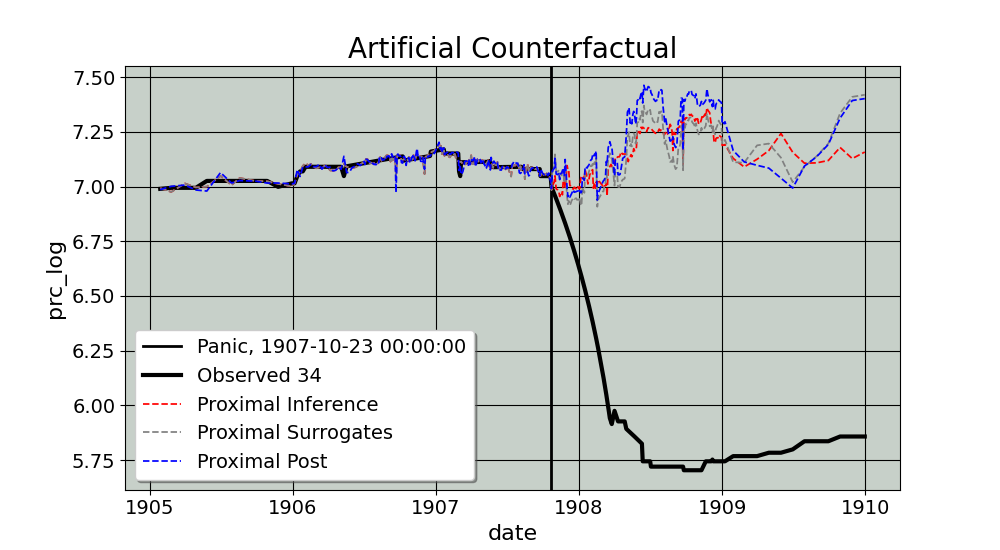 Artificial Counterfactual
prc_log
7.50
7.25
7.00
6.75
6.50
6.25
6.00
5.75
Panic, 1907-10-23 00:00:00
Observed 34
Proximal Inference
Proximal Surrogates
Proximal Post
1905 1906 1907 1908 1909 1910
date